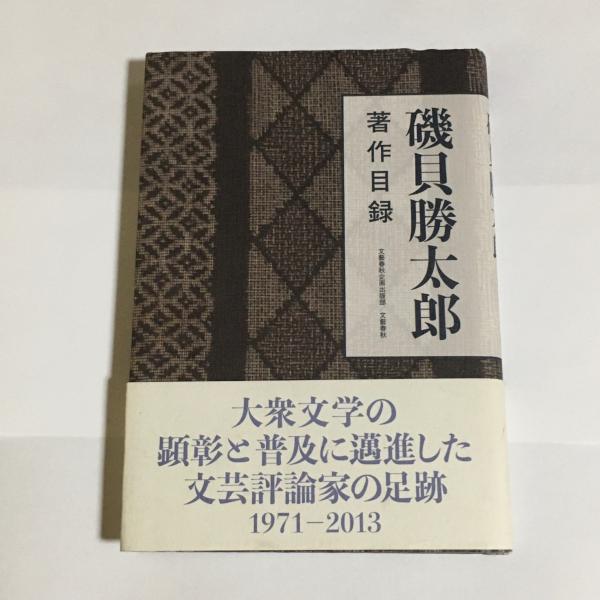 磯貝勝太郎
著作目録
文藝春秋企画出版部／文藝春秋
大衆文学の
顕彰と普及に邁進した
文芸評論家の足跡
1971–2013